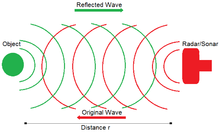 Reflected Wave
Object
Radar/Sonar
Original Wave
Distance r